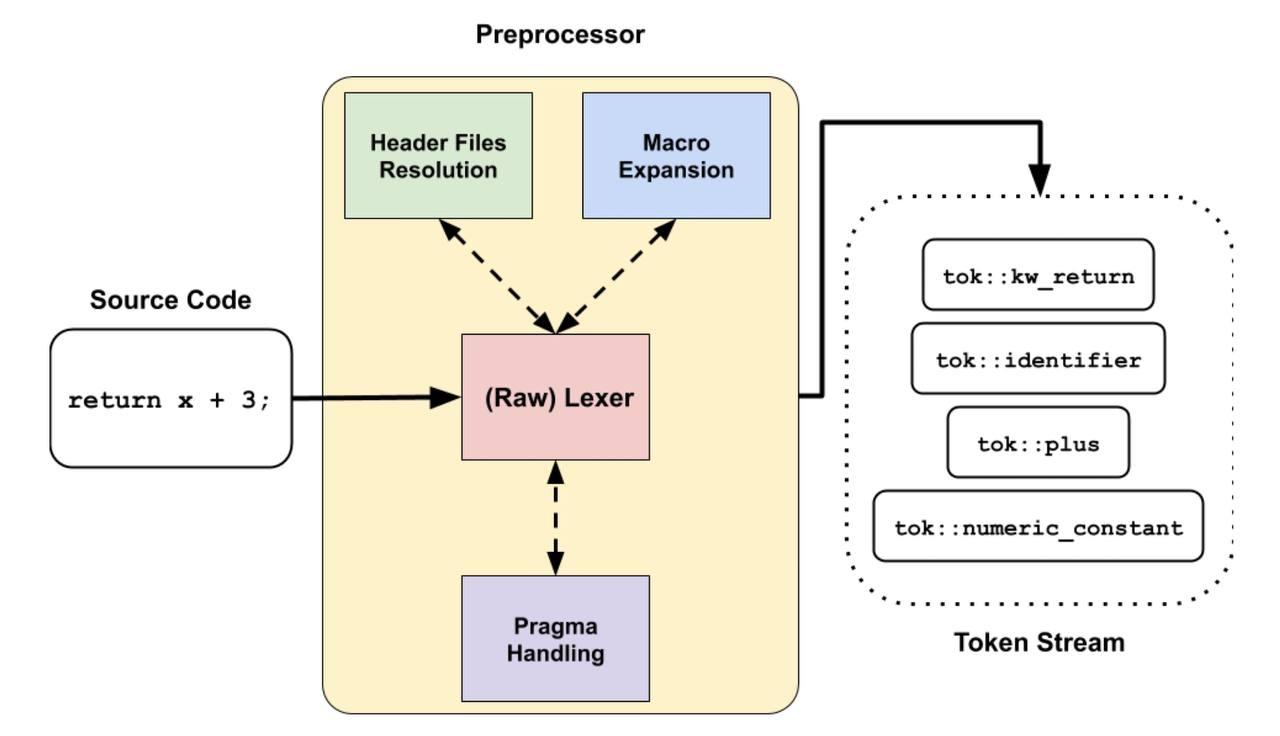 Preprocessor
Header Files
Resolution
Macro
Expansion
Source Code
return x + 3;
(Raw) Lexer
Pragma
Handling
tok::kw_return
tok::identifier
tok::plus
tok::numeric_constant
Token Stream